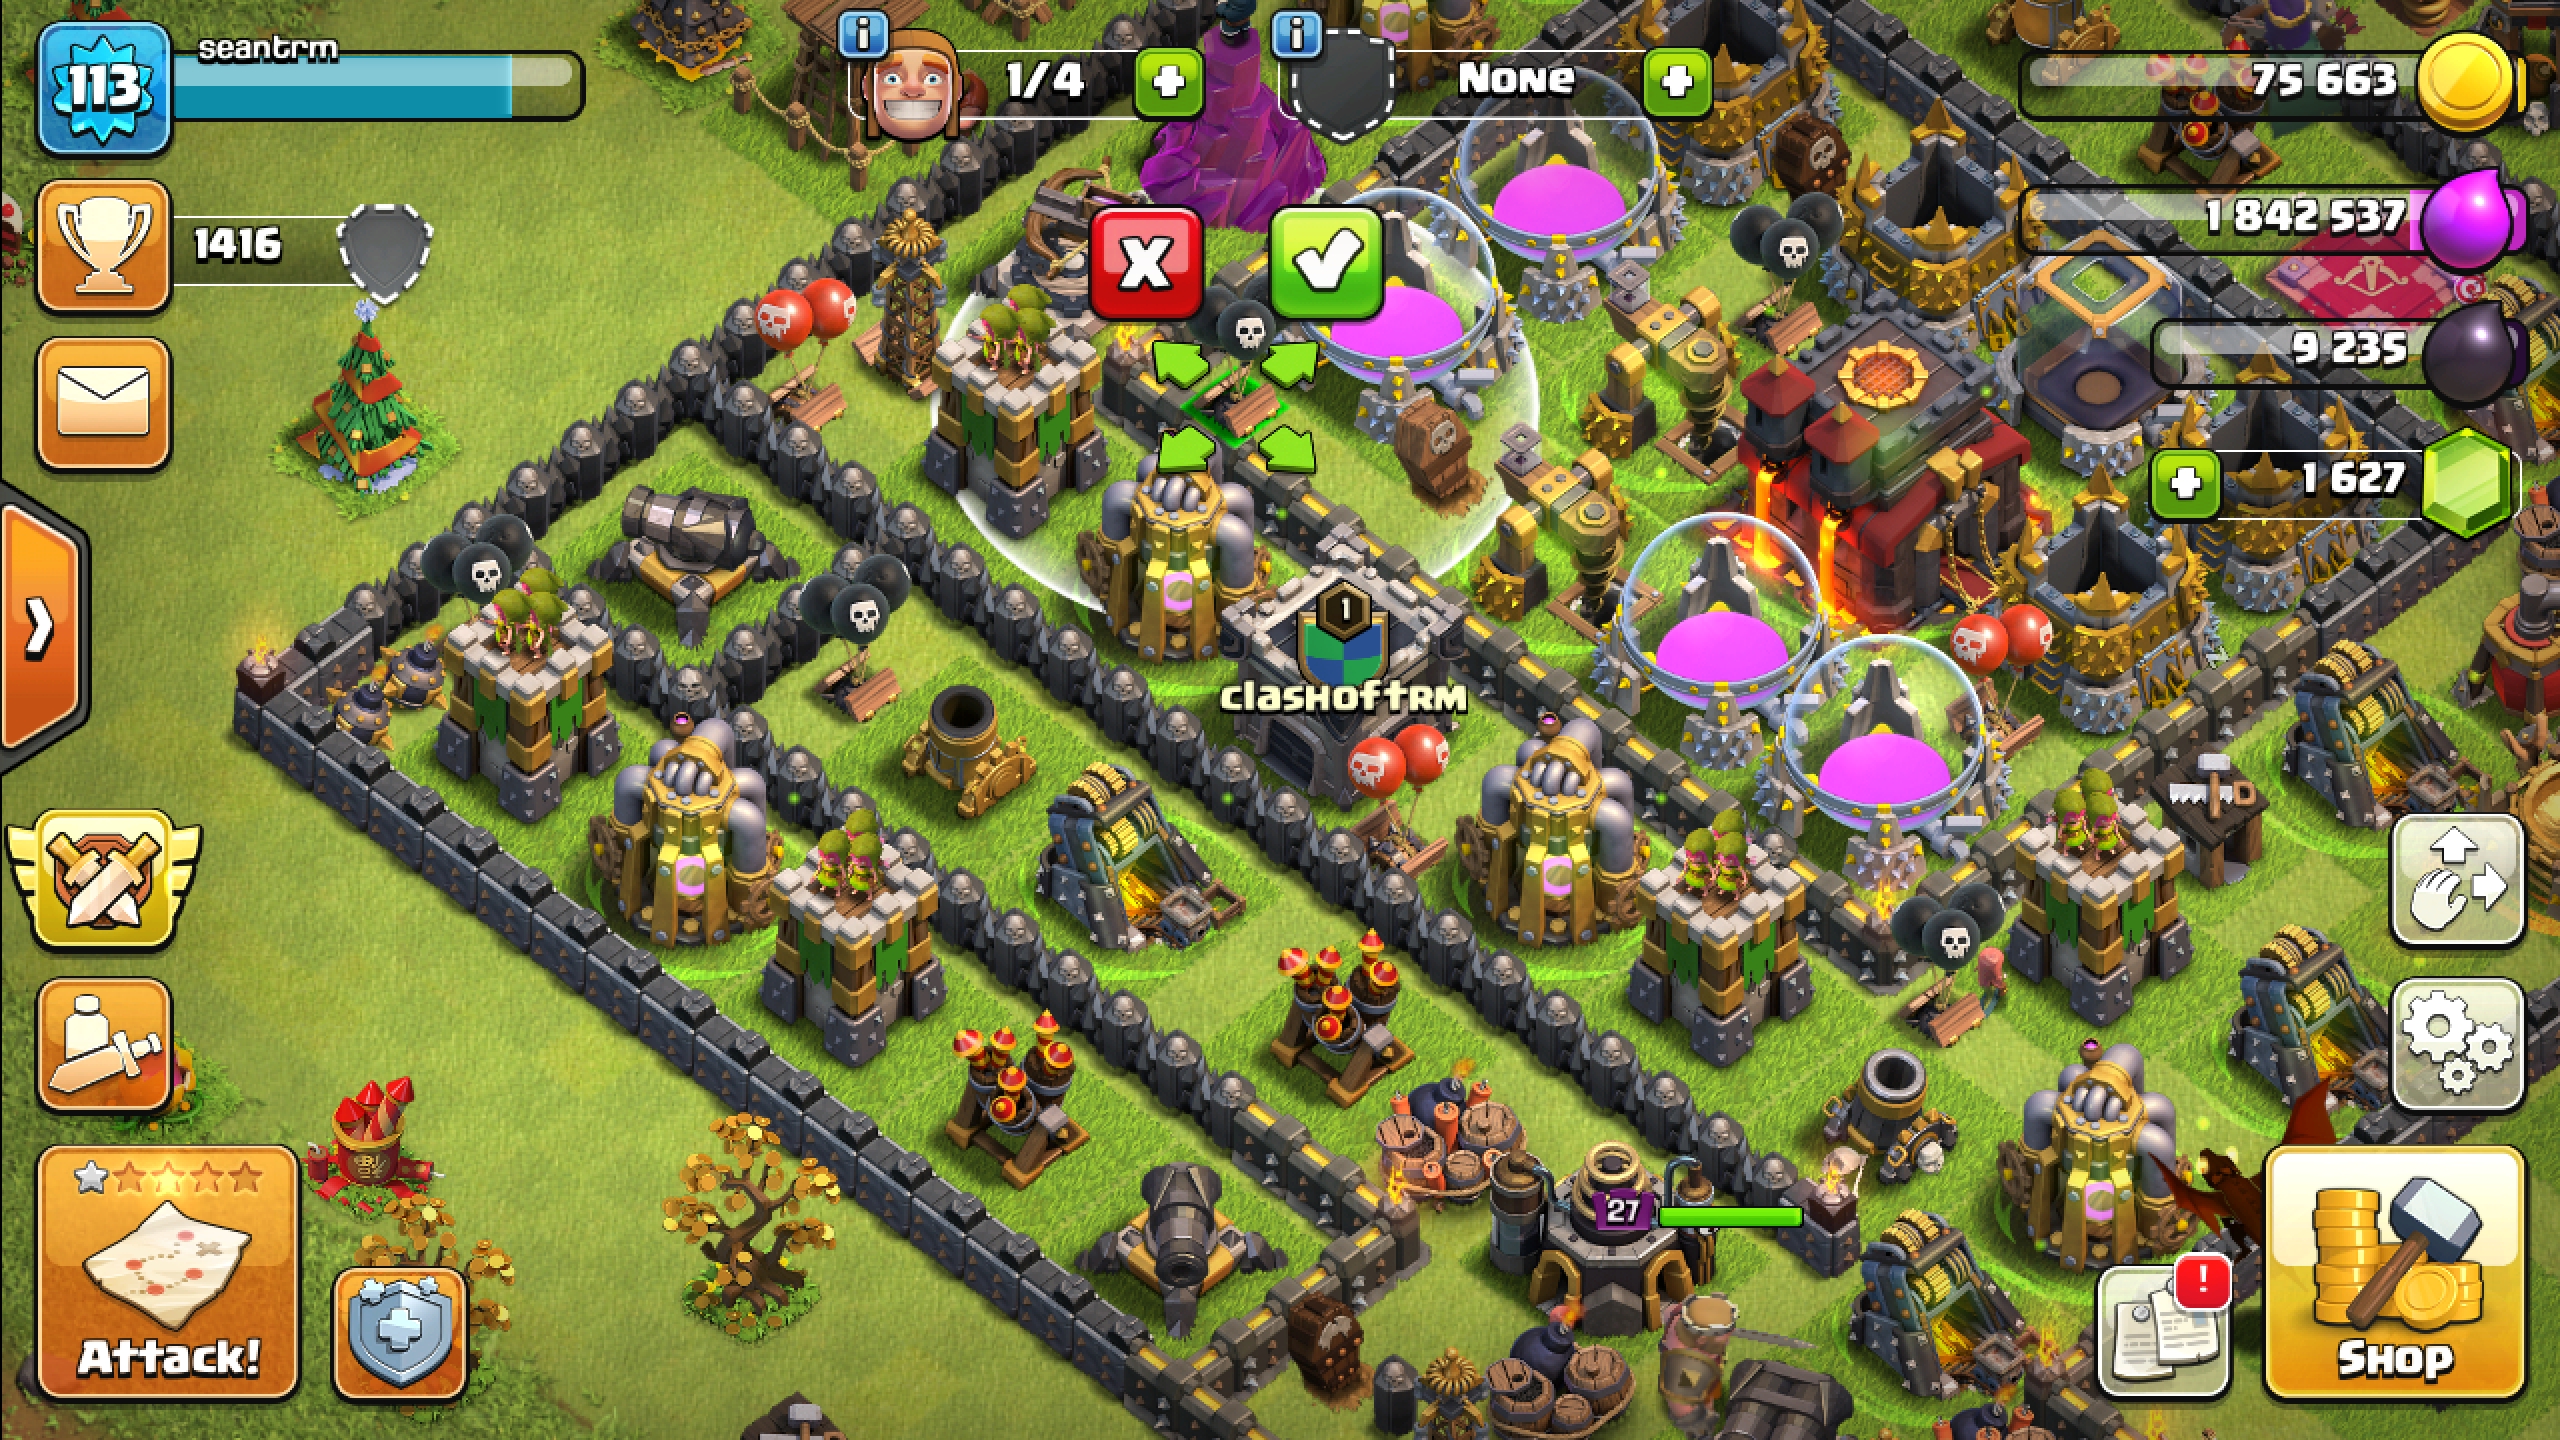 113
seantrm
1/4
None
75 663
1416
1 842 537
9 235
1 627
1
clashoftrm
27
Attack!
!
Shop